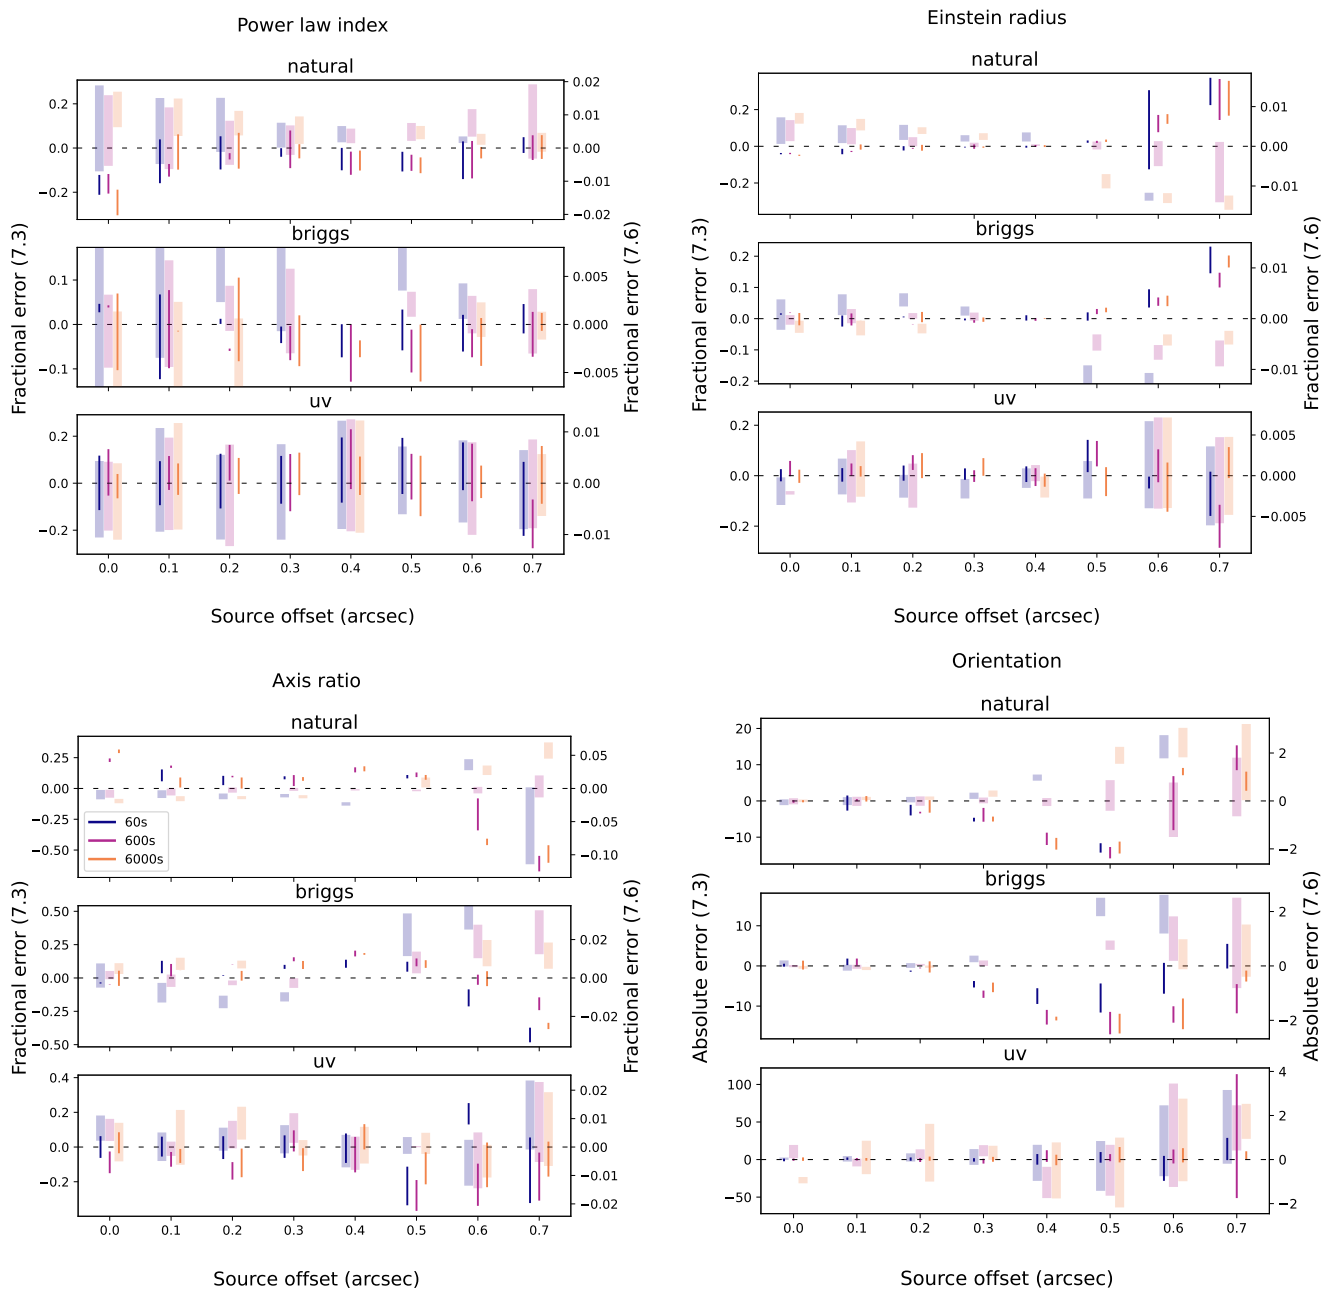 Power law index
natural
0.2
0.0
−0.2
0.02
0.01
0.00
−0.01
−0.02
briggs
0.1
0.0
−0.1
0.005
0.000
−0.005
uv
0.2
0.0
−0.2
0.01
0.00
−0.01
0.0 0.1 0.2 0.3 0.4 0.5 0.6 0.7
Fractional error (7.3)
Fractional error (7.6)
Source offset (arcsec)
Einstein radius
natural
0.2
0.0
−0.2
0.01
0.00
−0.01
briggs
0.2
0.1
0.0
−0.1
−0.2
0.01
0.00
−0.01
uv
0.2
0.0
−0.2
0.005
0.000
−0.005
0.0 0.1 0.2 0.3 0.4 0.5 0.6 0.7
Fractional error (7.3)
Fractional error (7.6)
Source offset (arcsec)
Axis ratio
natural
0.25
0.00
−0.25
−0.50
0.05
0.00
−0.05
−0.10
60s
600s
6000s
briggs
0.50
0.25
0.00
−0.25
−0.50
0.02
0.00
−0.02
uv
0.4
0.2
0.0
−0.2
0.02
0.01
0.00
−0.01
−0.02
0.0 0.1 0.2 0.3 0.4 0.5 0.6 0.7
Fractional error (7.3)
Fractional error (7.6)
Source offset (arcsec)
Orientation
natural
20
10
0
−10
2
0
−2
briggs
10
0
−10
2
0
−2
uv
100
50
0
−50
4
2
0
−2
0.0 0.1 0.2 0.3 0.4 0.5 0.6 0.7
Absolute error (7.3)
Absolute error (7.6)
Source offset (arcsec)